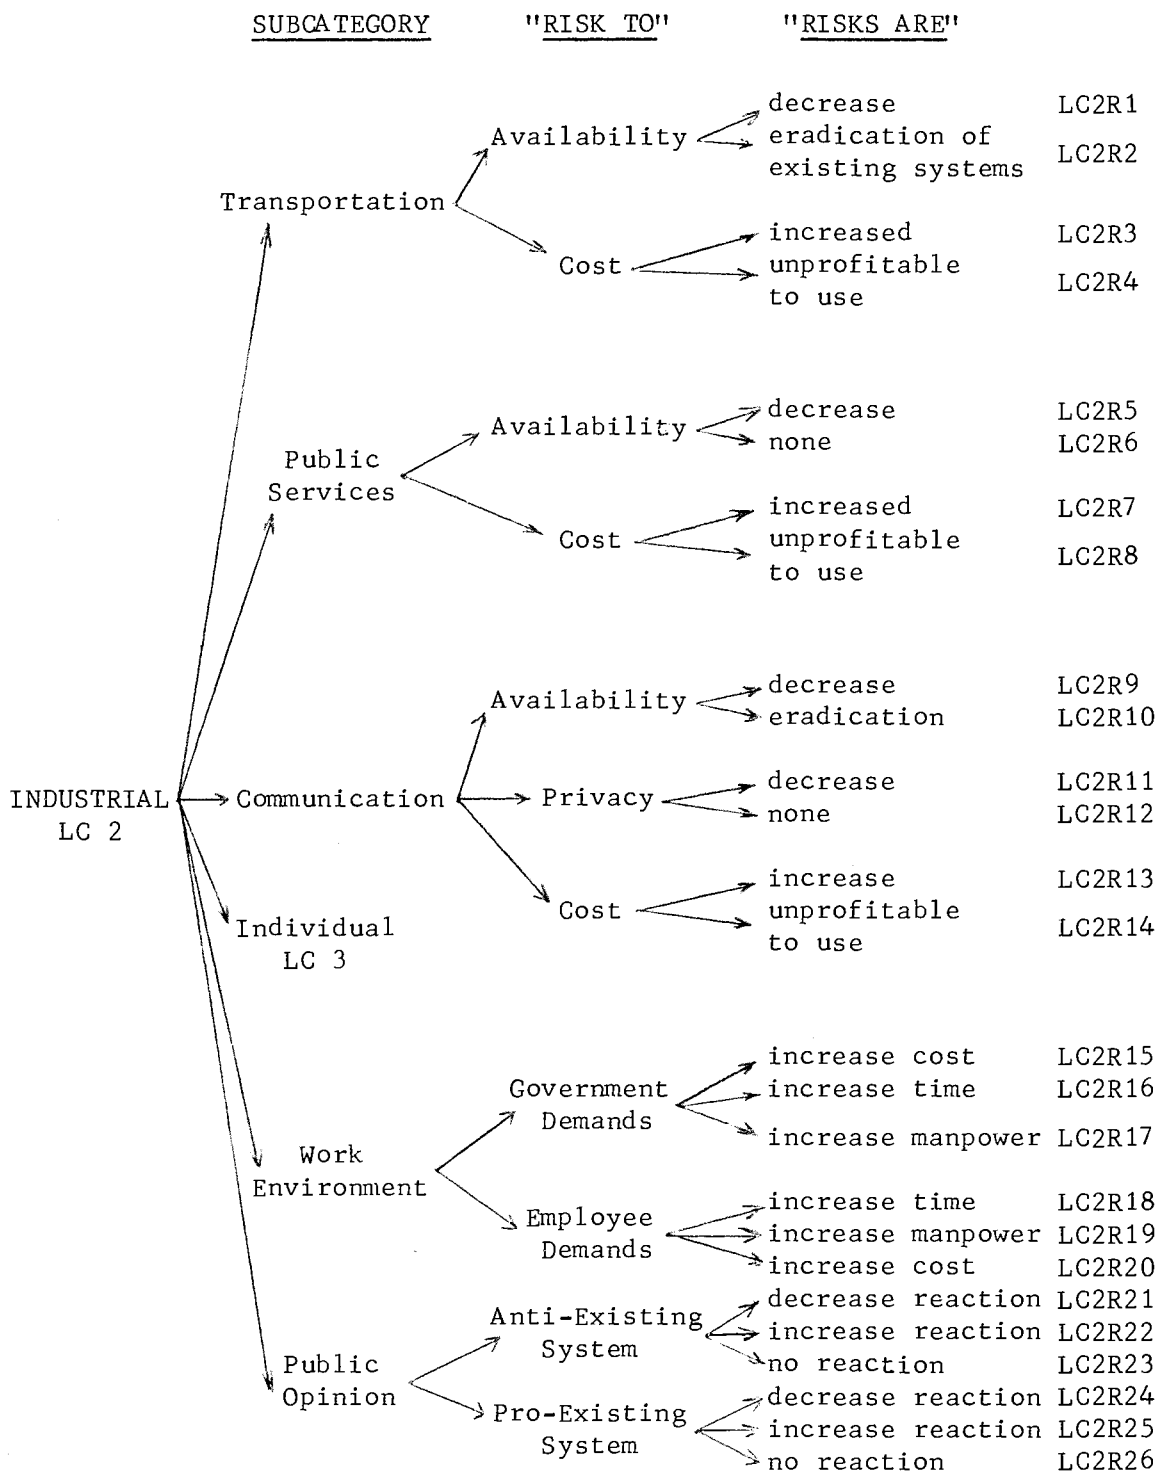 SUBCATEGORY "RISK TO" "RISKS ARE"
decrease LC2R1
Availability
eradication of
existing systems LC2R2
Transportation
increased LC2R3
Cost
unprofitable
to use LC2R4
decrease LC2R5
Availability
none LC2R6
Public
Services
increased LC2R7
Cost
unprofitable
to use LC2R8
decrease LC2R9
Availability
eradication LC2R10
INDUSTRIAL
LC 2
Communication
decrease LC2R11
Privacy
none LC2R12
increase LC2R13
Cost
unprofitable
to use LC2R14
Individual
LC 3
increase cost LC2R15
Government
Demands
increase time LC2R16
increase manpower LC2R17
Work
Environment
increase time LC2R18
Employee
Demands
increase manpower LC2R19
increase cost LC2R20
decrease reaction LC2R21
Anti-Existing
System
increase reaction LC2R22
no reaction LC2R23
Public
Opinion
decrease reaction LC2R24
Pro-Existing
System
increase reaction LC2R25
no reaction LC2R26